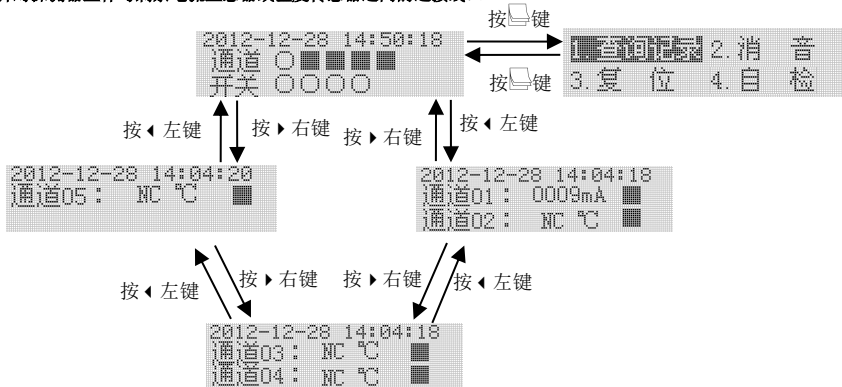 按键
2012-12-28 14:50:18
通道 ○■■■■
开关 ○○○○
1.查询记录 2.消 音
3.复 位 4.自 检
按键
按◀左键
按▶右键
按▶右键
按◀左键
2012-12-28 14:04:20
通道05： NC ℃ ■
2012-12-28 14:04:18
通道01： 0009mA ■
通道02： NC ℃ ■
按◀左键
按▶右键
按▶右键
按◀左键
2012-12-28 14:04:18
通道03： NC ℃ ■
通道04： NC ℃ ■